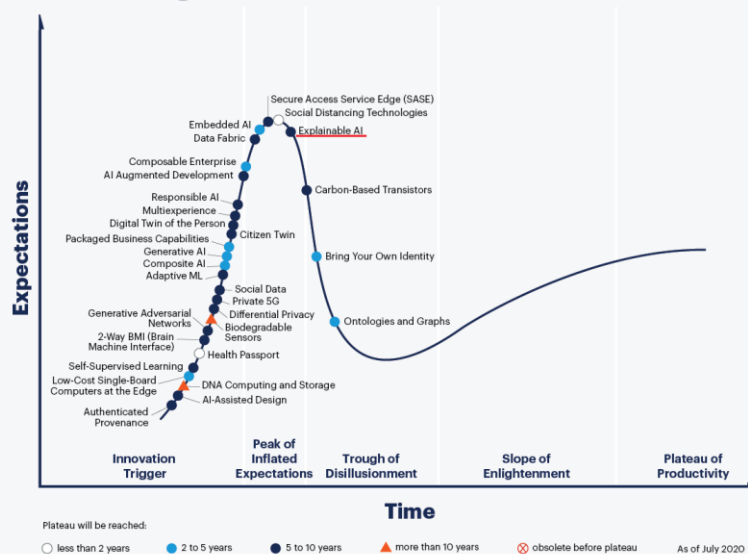 Secure Access Service Edge (SASE)
Social Distancing Technologies
Embedded AI
Explainable AI
Data Fabric
Composable Enterprise
AI Augmented Development
Carbon-Based Transistors
Responsible AI
Multiexperience
Digital Twin of the Person
Citizen Twin
Packaged Business Capabilities
Generative AI
Bring Your Own Identity
Composite AI
Adaptive ML
Social Data
Private 5G
Differential Privacy
Generative Adversarial
Networks
Biodegradable
Sensors
Ontologies and Graphs
2-Way BMI (Brain
Machine Interface)
Health Passport
Self-Supervised Learning
Low-Cost Single-Board
Computers at the Edge
DNA Computing and Storage
AI-Assisted Design
Authenticated
Provenance
Expectations
Innovation
Trigger
Peak of
Inflated
Expectations
Trough of
Disillusionment
Slope of
Enlightenment
Plateau of
Productivity
Time
Plateau will be reached:
less than 2 years
2 to 5 years
5 to 10 years
more than 10 years
obsolete before plateau
As of July 2020